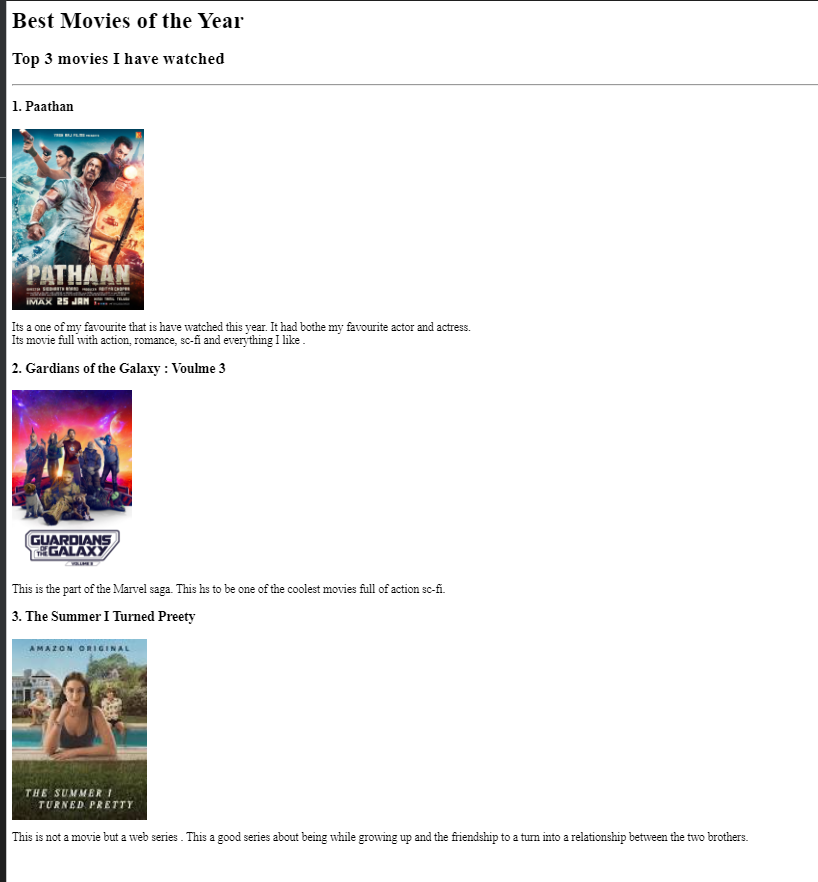 Best Movies of the Year
Top 3 movies I have watched
1. Paathan
PATHAAN
IMAX 25 JAN
Its a one of my favourite that is have watched this year. It had bothe my favourite actor and actress.
Its movie full with action, romance, sc-fi and everything I like .
2. Gardians of the Galaxy : Voulme 3
GUARDIANS
OF THE GALAXY
VOLUME 3
This is the part of the Marvel saga. This hs to be one of the coolest movies full of action sc-fi.
3. The Summer I Turned Preety
AMAZON ORIGINAL
THE SUMMER I
TURNED PRETTY
This is not a movie but a web series . This a good series about being while growing up and the friendship to a turn into a relationship between the two brothers.